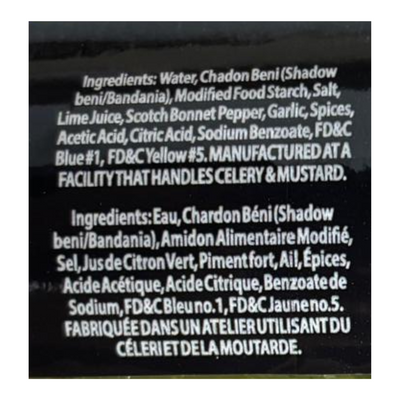 Ingredients: Water, Chadon Beni (Shadow
beni/Bandania), Modified Food Starch, Salt,
Lime Juice, Scotch Bonnet Pepper, Garlic, Spices,
Acetic Acid, Citric Acid, Sodium Benzoate, FD&C
Blue #1, FD&C Yellow #5. MANUFACTURED AT A
FACILITY THAT HANDLES CELERY & MUSTARD.
Ingredients: Eau, Chardon Béni (Shadow
beni/Bandania), Amidon Alimentaire Modifié,
Sel, Jus de Citron Vert, Piment fort, Ail, Épices,
Acide Acétique, Acide Citrique, Benzoate de
Sodium, FD&C Bleu no.1, FD&C Jaune no.5.
FABRIQUÉE DANS UN ATELIER UTILISANT DU
CÉLERI ET DE LA MOUTARDE.